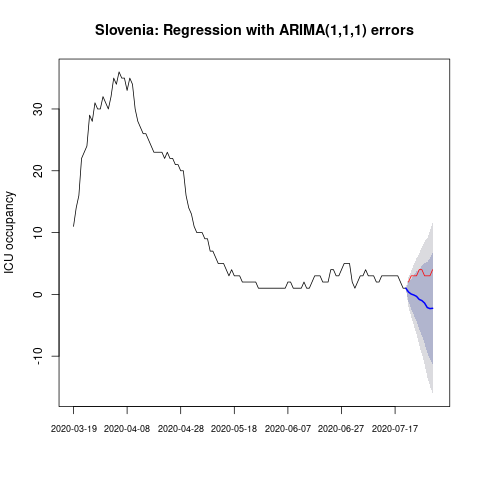 Slovenia: Regression with ARIMA(1,1,1) errors
ICU occupancy
30
20
10
0
-10
2020-03-19 2020-04-08 2020-04-28 2020-05-18 2020-06-07 2020-06-27 2020-07-17